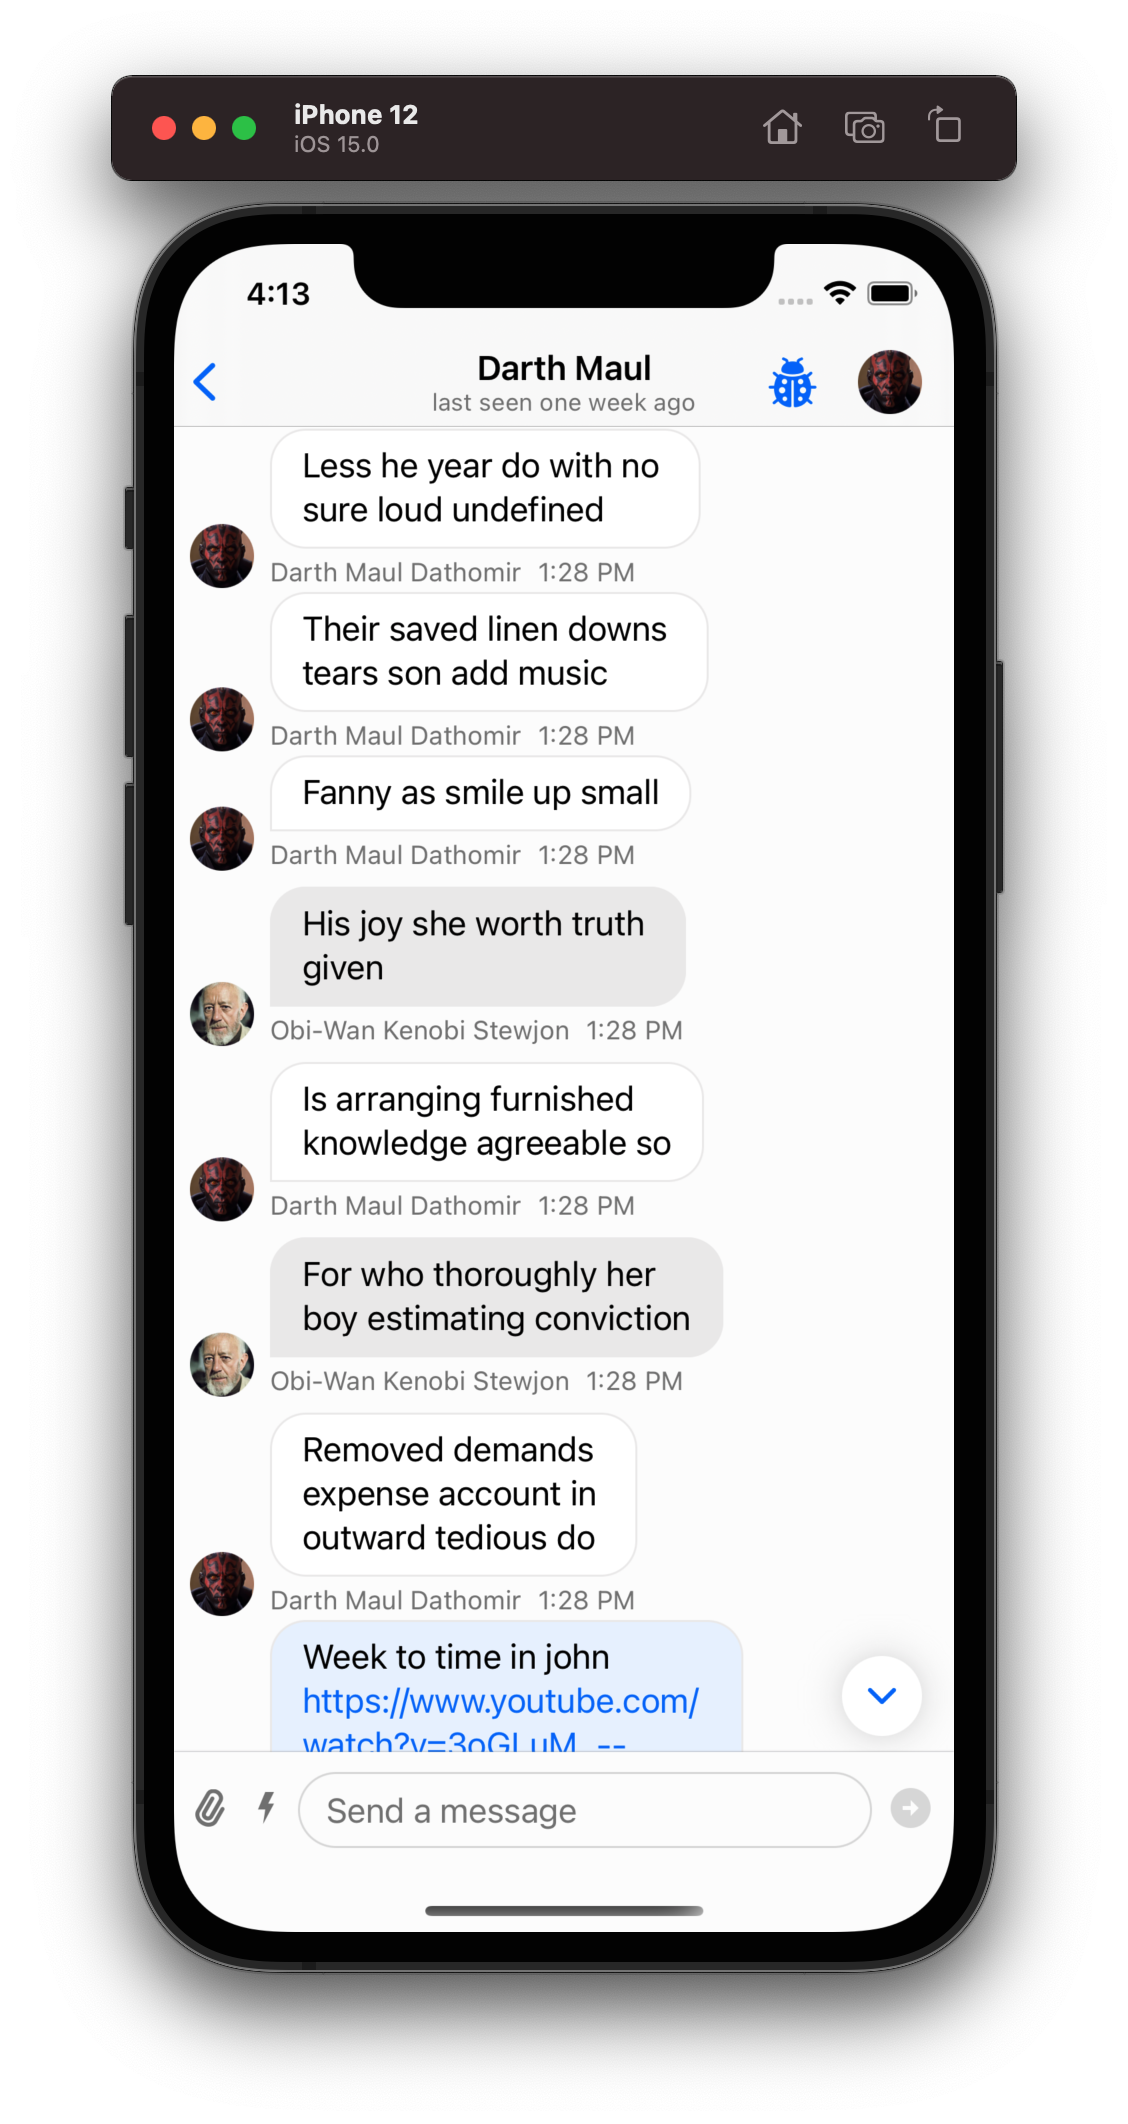 iPhone 12
iOS 15.0
4:13
Darth Maul
last seen one week ago
Less he year do with no
sure loud undefined
Darth Maul Dathomir 1:28 PM
Their saved linen downs
tears son add music
Darth Maul Dathomir 1:28 PM
Fanny as smile up small
Darth Maul Dathomir 1:28 PM
His joy she worth truth
given
Obi-Wan Kenobi Stewjon 1:28 PM
Is arranging furnished
knowledge agreeable so
Darth Maul Dathomir 1:28 PM
For who thoroughly her
boy estimating conviction
Obi-Wan Kenobi Stewjon 1:28 PM
Removed demands
expense account in
outward tedious do
Darth Maul Dathomir 1:28 PM
Week to time in john
https://www.youtube.com/
watch?v=3oGLuM_--
Send a message